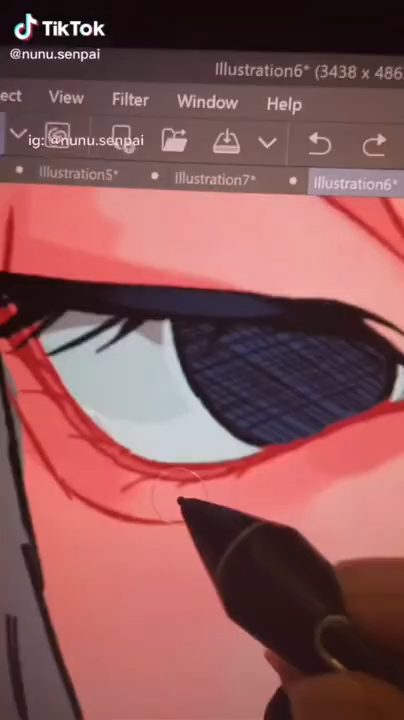 TikTok
@nunu.senpai
Illustration6* (3438 x 486
ect View Filter Window Help
ig: @nunu.senpai
Illustration5* Illustration7* Illustration6*